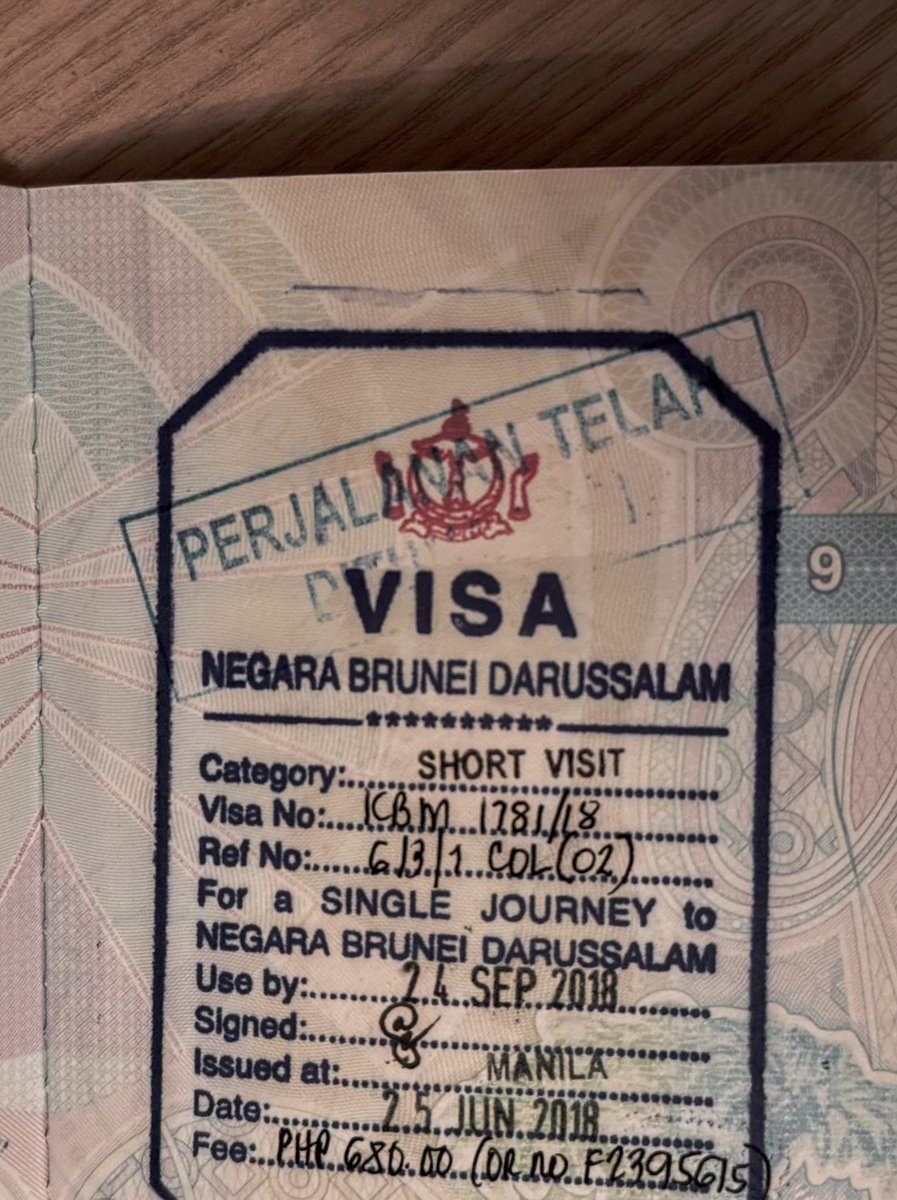 PERJALANAN TELAH
VISA
NEGARA BRUNEI DARUSSALAM
**********
Category: SHORT VISIT
Visa No: ICBM 1781/18
Ref No: 6/3/1 COL(02)
For a SINGLE JOURNEY to
NEGARA BRUNEI DARUSSALAM
Use by: 24 SEP 2018
Signed:
Issued at: MANILA
Date: 25 JUN 2018
Fee: PHP 680.00 (OR NO F2395615)
9